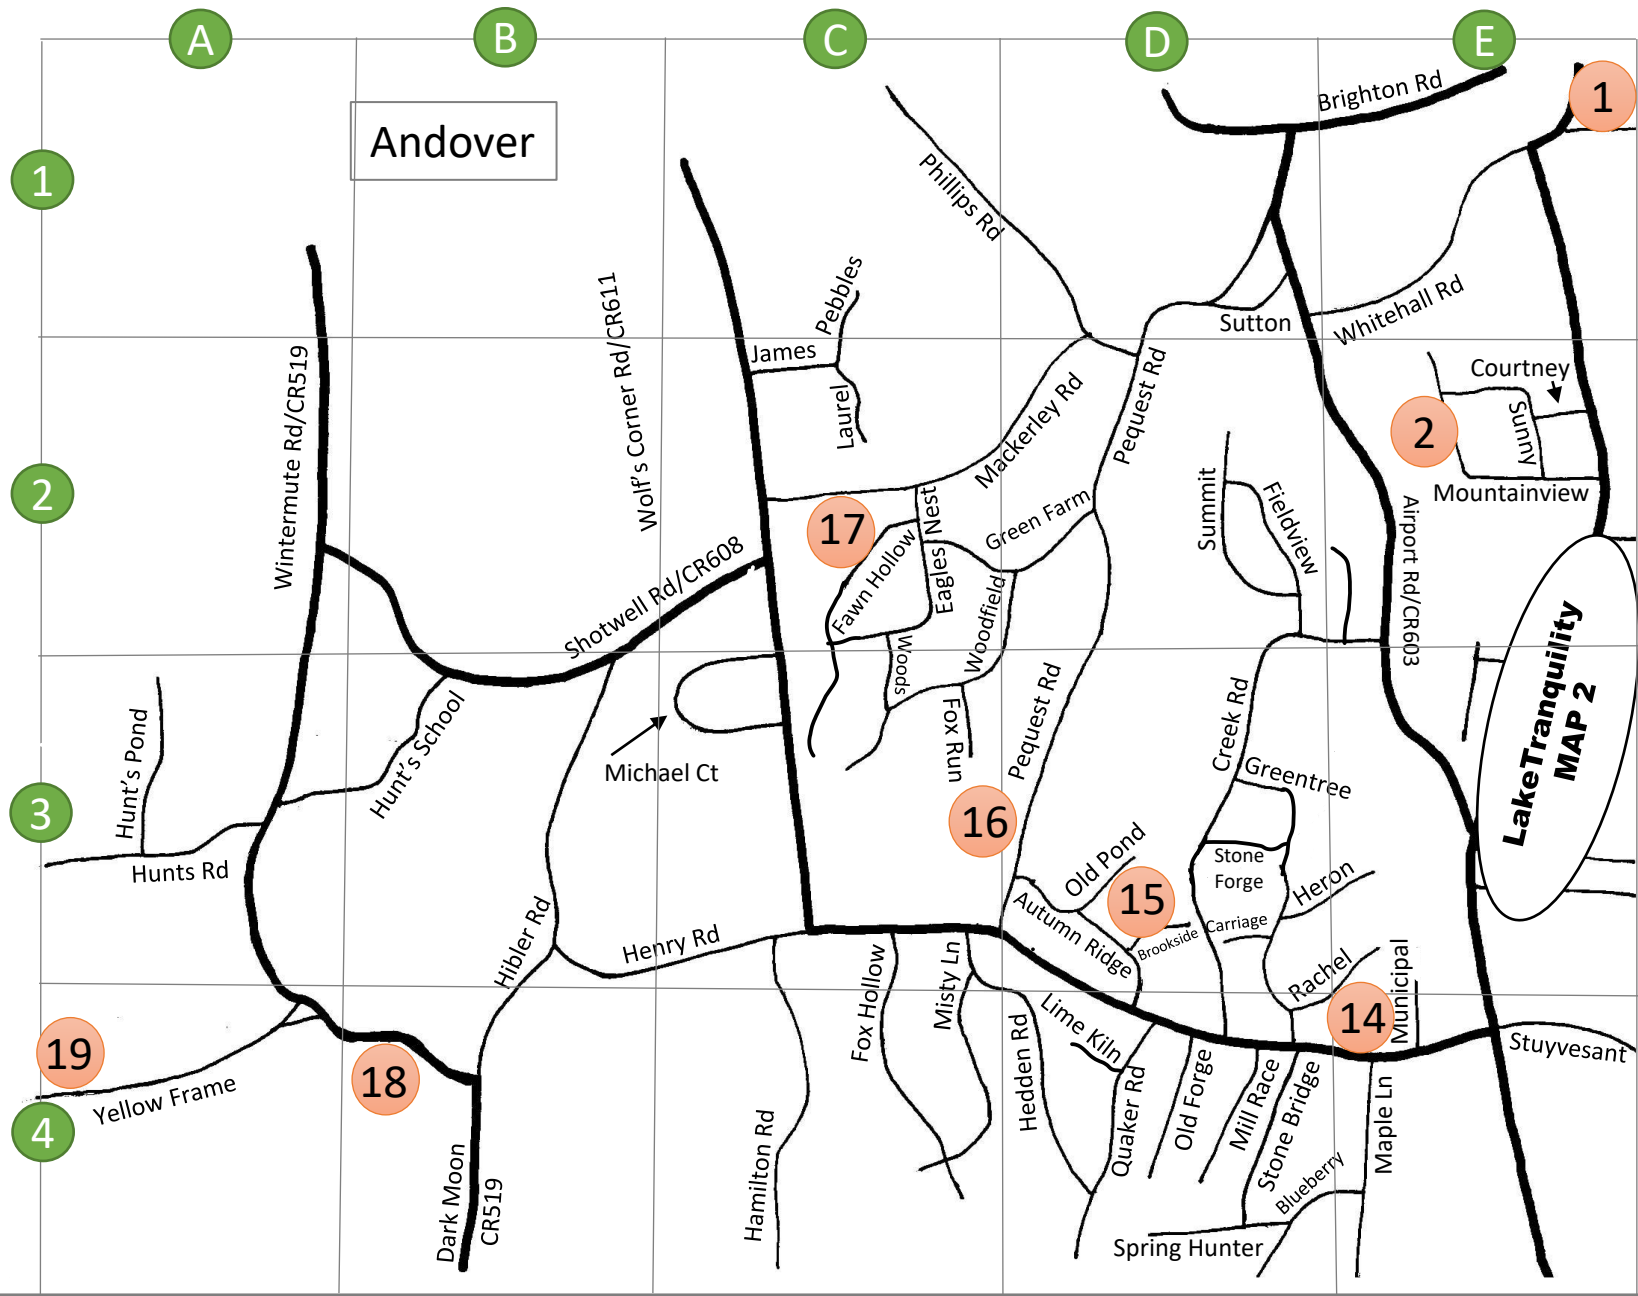 A
B
C
D
E
1
2
3
4
Andover
Brighton Rd
1
Phillips Rd
Pebbles
Sutton
Whitehall Rd
Wolf's Corner Rd/CR611
Wintermute Rd/CR519
James
Laurel
Mackerley Rd
Pequest Rd
Courtney
Sunny
2
Mountainview
Summit
Fieldview
Airport Rd/CR603
17
Eagles Nest
Green Farm
Fawn Hollow
Shotwell Rd/CR608
Woods
Woodfield
LakeTranquility
MAP 2
Hunt's Pond
Hunt's School
Michael Ct
Fox Run
Pequest Rd
Creek Rd
Greentree
16
Hunts Rd
Old Pond
Stone
Forge
Heron
15
Autumn Ridge
Brookside
Carriage
Hibler Rd
Henry Rd
Fox Hollow
Misty Ln
Rachel
Municipal
14
Lime Kiln
Hedden Rd
Stuyvesant
19
18
Yellow Frame
Quaker Rd
Old Forge
Mill Race
Stone Bridge
Maple Ln
Blueberry
Hamilton Rd
Dark Moon
CR519
Spring Hunter